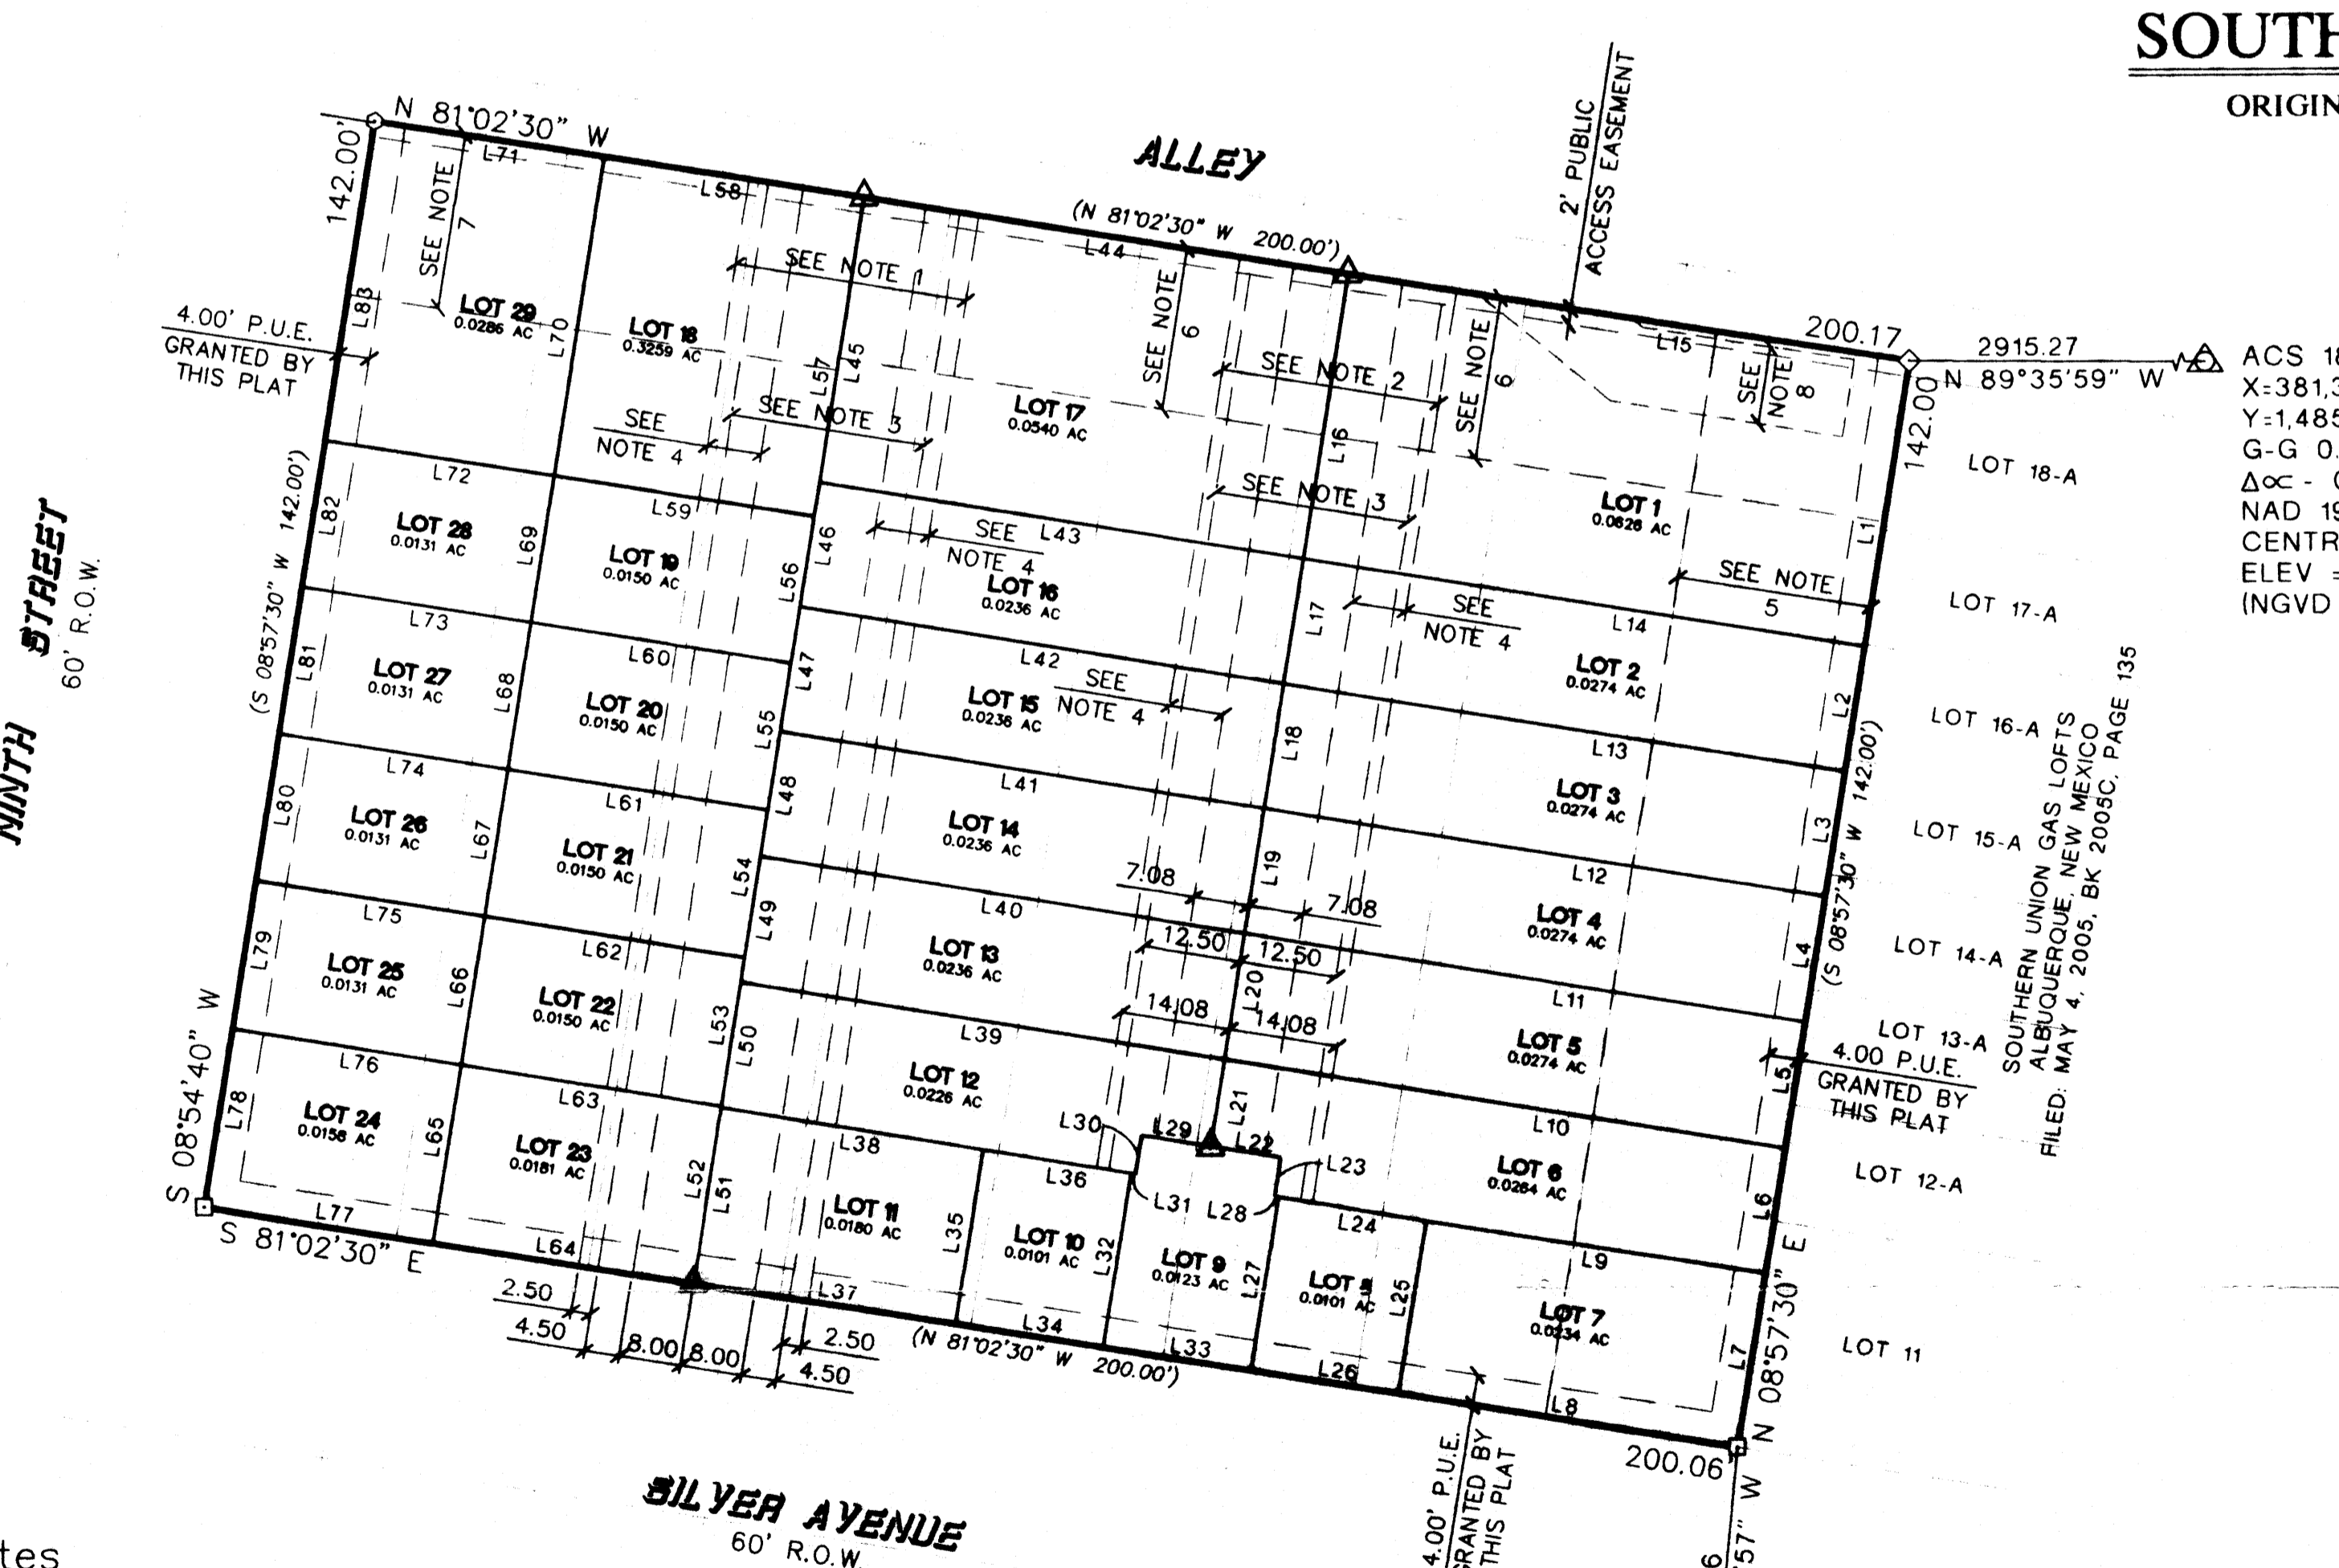 SOUTH
ORIGIN
N 81°02'30" W
142.00'
L71
SEE NOTE
7
L58
ALLEY
(N 81°02'30" W 200.00')
L44
2' PUBLIC
ACCESS EASEMENT
200.17
2915.27
N 89°35'59" W
ACS 18
X=381,3
Y=1,485
G-G 0.
Δ∝ - 0
NAD 19
CENTR
ELEV =
(NGVD
142.00
L15
SEE
NOTE
8
SEE NOTE 1
SEE NOTE
6
SEE NOTE 2
SEE NOTE
6
L83
LOT 29
0.0286 AC
L70
LOT 18
0.3259 AC
L57
L45
4.00' P.U.E.
GRANTED BY
THIS PLAT
SEE
NOTE 4
SEE NOTE 3
LOT 17
0.0540 AC
L16
SEE NOTE 3
LOT 1
0.0626 AC
L1
LOT 18-A
(S 08°57'30" W 142.00')
L72
L82
LOT 28
0.0131 AC
L69
L59
LOT 19
0.0150 AC
L56
L46
SEE
NOTE 4
L43
LOT 16
0.0236 AC
L17
SEE
NOTE 4
L14
SEE NOTE
5
LOT 17-A
NINTH STREET
60' R.O.W.
L73
L81
LOT 27
0.0131 AC
L68
L60
LOT 20
0.0150 AC
L55
L47
L42
LOT 15
0.0236 AC
SEE
NOTE 4
L18
LOT 2
0.0274 AC
L2
L13
LOT 16-A
L74
L80
LOT 26
0.0131 AC
L67
L61
LOT 21
0.0150 AC
L54
L48
L41
LOT 14
0.0236 AC
L19
LOT 3
0.0274 AC
L3
L12
(S 08°57'30" W 142.00')
LOT 15-A
SOUTHERN UNION GAS LOFTS
ALBUQUERQUE, NEW MEXICO
FILED: MAY 4, 2005, BK 2005C, PAGE 135
7.08
7.08
L75
L79
LOT 25
0.0131 AC
L66
L62
LOT 22
0.0150 AC
L53
L49
L40
LOT 13
0.0236 AC
12.50
12.50
L20
LOT 4
0.0274 AC
L4
L11
LOT 14-A
14.08
14.08
S 08°54'40" W
L76
L78
LOT 24
0.0156 AC
L65
L63
LOT 23
0.0181 AC
L52
L50
L39
LOT 12
0.0226 AC
L21
LOT 5
0.0274 AC
L5
L10
LOT 13-A
4.00 P.U.E.
GRANTED BY
THIS PLAT
L30
L29
L22
L23
L38
L36
L31
L28
L24
LOT 6
0.0264 AC
L6
L9
LOT 12-A
L51
LOT 11
0.0180 AC
L35
LOT 10
0.0101 AC
L32
LOT 9
0.0123 AC
L27
LOT 8
0.0101 AC
L25
LOT 7
0.0234 AC
L7
N 08°57'30" E
LOT 11
L77
S 81°02'30" E
L64
L37
L34
L33
L26
L8
2.50
4.50
8.00
8.00
2.50
4.50
(N 81°02'30" W 200.00')
200.06'
4.00' P.U.E.
GRANTED BY
THIS PLAT
57" W
6
SILVER AVENUE
60' R.O.W.
tes